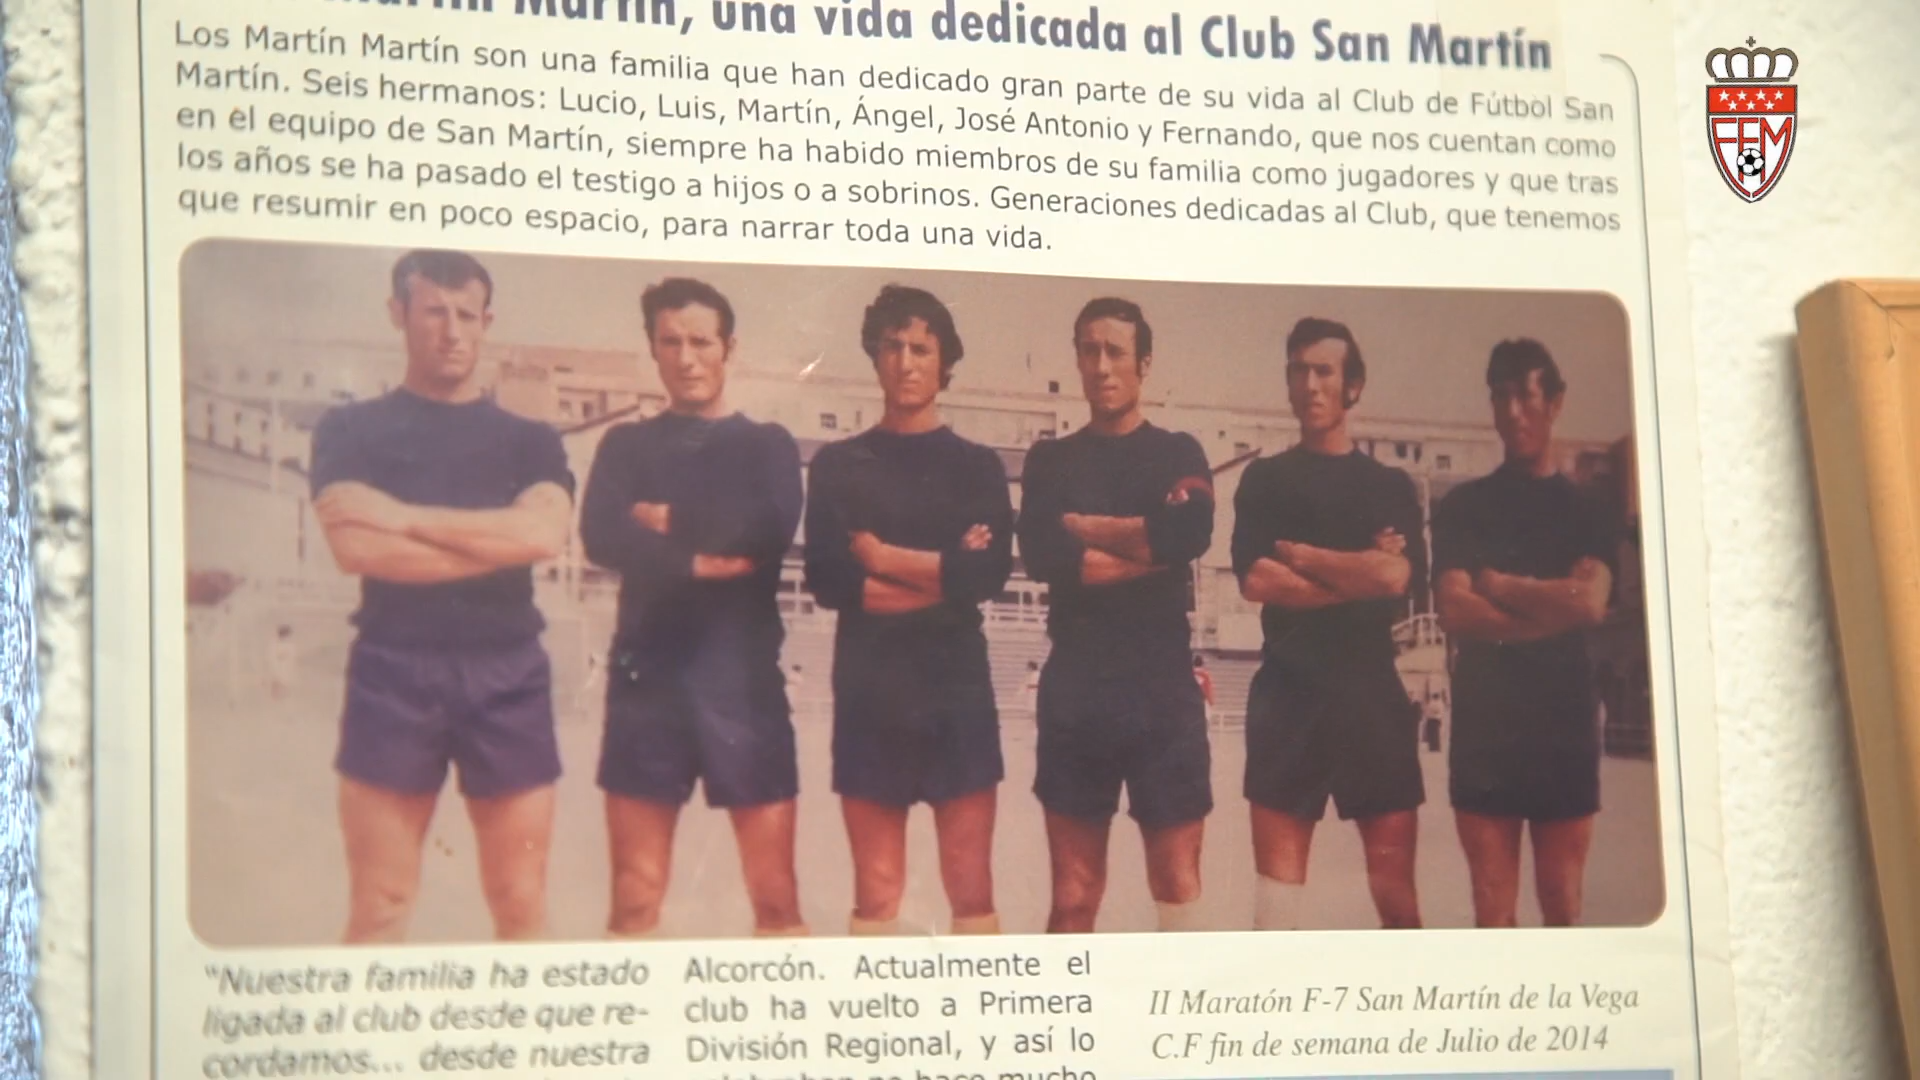 Martín, una vida dedicada al Club San Martín
Los Martín Martín son una familia que han dedicado gran parte de su vida al Club de Fútbol San
Martín. Seis hermanos: Lucio, Luis, Martín, Ángel, José Antonio y Fernando, que nos cuentan como
en el equipo de San Martín, siempre ha habido miembros de su familia como jugadores y que tras
los años se ha pasado el testigo a hijos o a sobrinos. Generaciones dedicadas al Club, que tenemos
que resumir en poco espacio, para narrar toda una vida.
"Nuestra familia ha estado
ligada al club desde que re-
cordamos... desde nuestra
Alcorcón. Actualmente el
club ha vuelto a Primera
División Regional, y así lo
no hace mucho
II Maratón F-7 San Martín de la Vega
C.F fin de semana de Julio de 2014
FFM